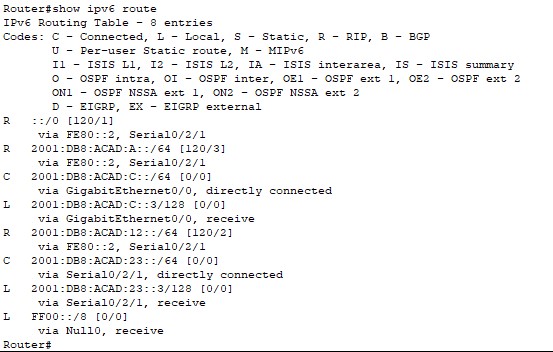 Router#show ipv6 route
IPv6 Routing Table - 8 entries
Codes: C - Connected, L - Local, S - Static, R - RIP, B - BGP
       U - Per-user Static route, M - MIPv6
       I1 - ISIS L1, I2 - ISIS L2, IA - ISIS interarea, IS - ISIS summary
       O - OSPF intra, OI - OSPF inter, OE1 - OSPF ext 1, OE2 - OSPF ext 2
       ON1 - OSPF NSSA ext 1, ON2 - OSPF NSSA ext 2
       D - EIGRP, EX - EIGRP external
R   ::/0 [120/1]
     via FE80::2, Serial0/2/1
R   2001:DB8:ACAD:A::/64 [120/3]
     via FE80::2, Serial0/2/1
C   2001:DB8:ACAD:C::/64 [0/0]
     via GigabitEthernet0/0, directly connected
L   2001:DB8:ACAD:C::3/128 [0/0]
     via GigabitEthernet0/0, receive
R   2001:DB8:ACAD:12::/64 [120/2]
     via FE80::2, Serial0/2/1
C   2001:DB8:ACAD:23::/64 [0/0]
     via Serial0/2/1, directly connected
L   2001:DB8:ACAD:23::3/128 [0/0]
     via Serial0/2/1, receive
L   FF00::/8 [0/0]
     via Null0, receive
Router#